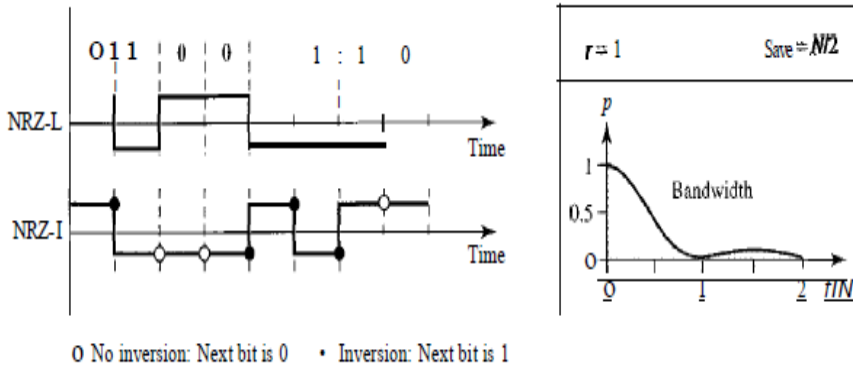 O 1 1 0 0 1 : 1 0
NRZ-L
Time
NRZ-I
Time
O No inversion: Next bit is 0 • Inversion: Next bit is 1
r = 1 Save = N/2
p
1
Bandwidth
0.5
0
0 1 2 f/N